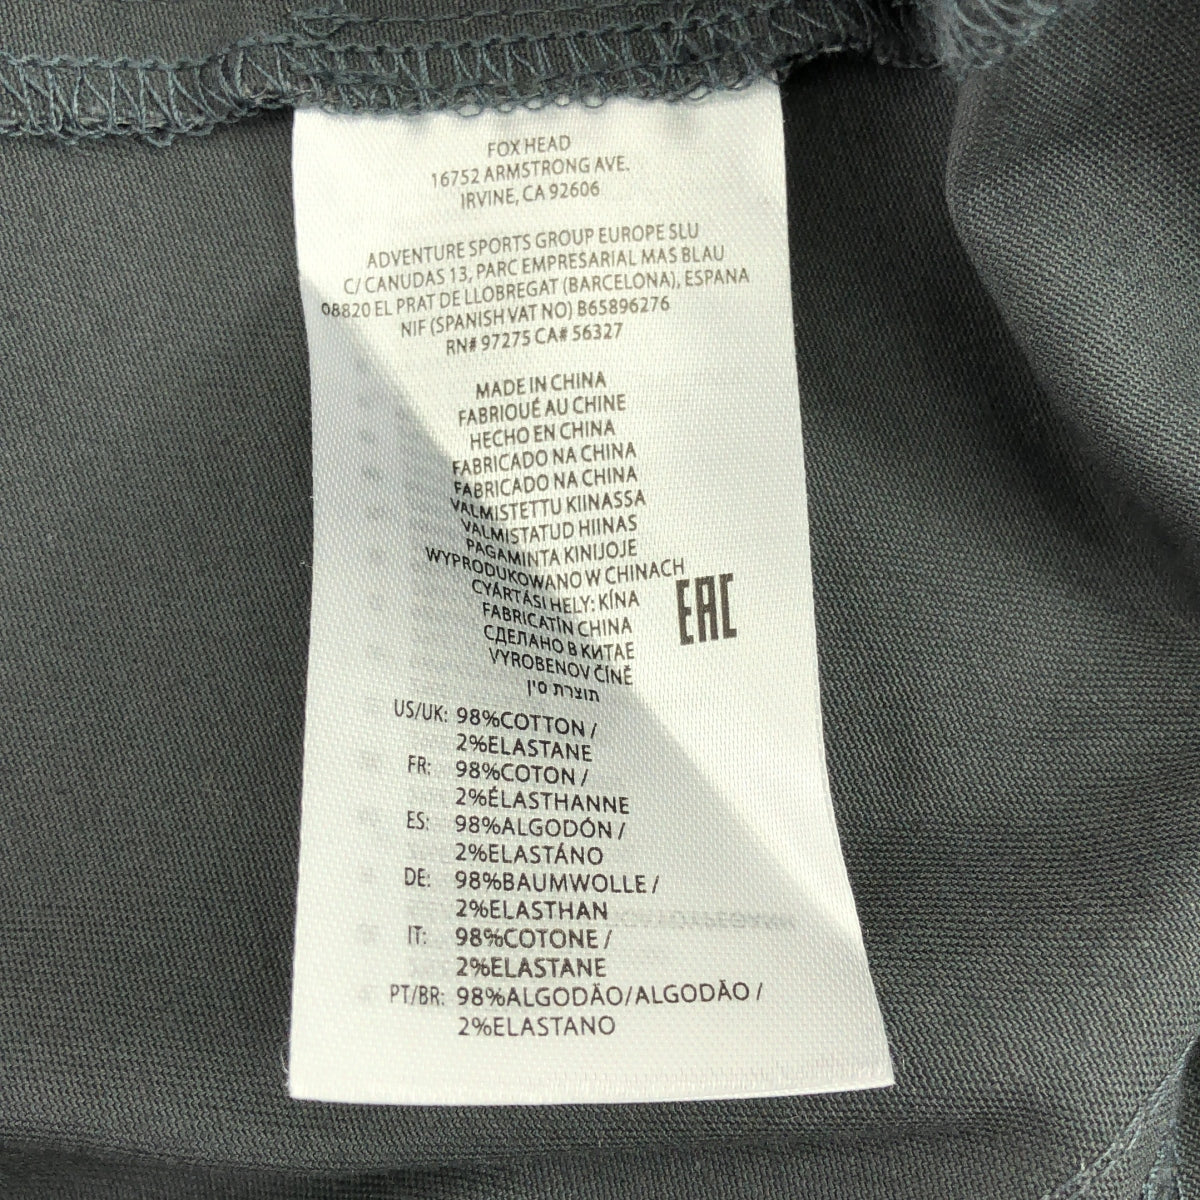 FOX HEAD
16752 ARMSTRONG AVE.
IRVINE, CA 92606
ADVENTURE SPORTS GROUP EUROPE SLU
C/ CANUDAS 13, PARC EMPRESARIAL MAS BLAU
08820 EL PRAT DE LLOBREGAT (BARCELONA), ESPANA
NIF (SPANISH VAT NO) B65896276
RN# 97275 CA# 56327
MADE IN CHINA
FABRIQUÉ AU CHINE
HECHO EN CHINA
FABRICADO NA CHINA
FABRICADO NA CHINA
VALMISTETTU KIINASSA
VALMISTATUD HIINAS
PAGAMINTA KINIJOJE
WYPRODUKOWANO W CHINACH
CYÁRTÁSI HELY: KÍNA
FABRICATÍN CHINA
СДЕЛАНО В КИТАЕ
VYROBENOV ČÍNĚ
תוצרת סין
EAC
US/UK: 98%COTTON /
2%ELASTANE
FR: 98%COTON /
2%ÉLASTHANNE
ES: 98%ALGODÓN /
2%ELASTÁNO
DE: 98%BAUMWOLLE /
2%ELASTHAN
IT: 98%COTONE /
2%ELASTANE
PT/BR: 98%ALGODÃO/ALGODÃO /
2%ELASTANO